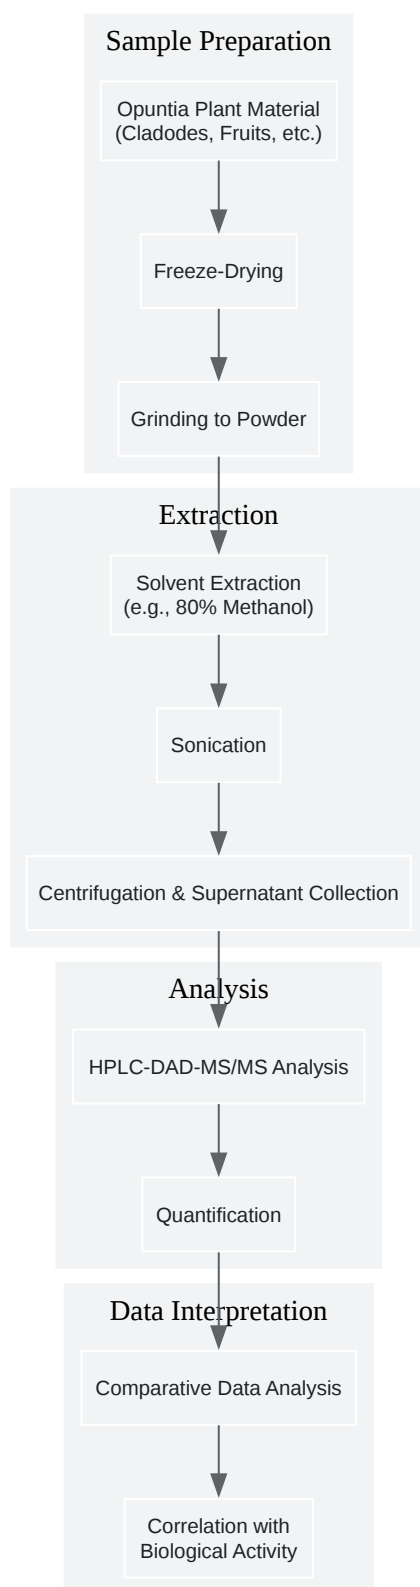 Sample Preparation
Opuntia Plant Material
(Cladodes, Fruits, etc.)
Freeze-Drying
Grinding to Powder
Extraction
Solvent Extraction
(e.g., 80% Methanol)
Sonication
Centrifugation & Supernatant Collection
Analysis
HPLC-DAD-MS/MS Analysis
Quantification
Data Interpretation
Comparative Data Analysis
Correlation with
Biological Activity